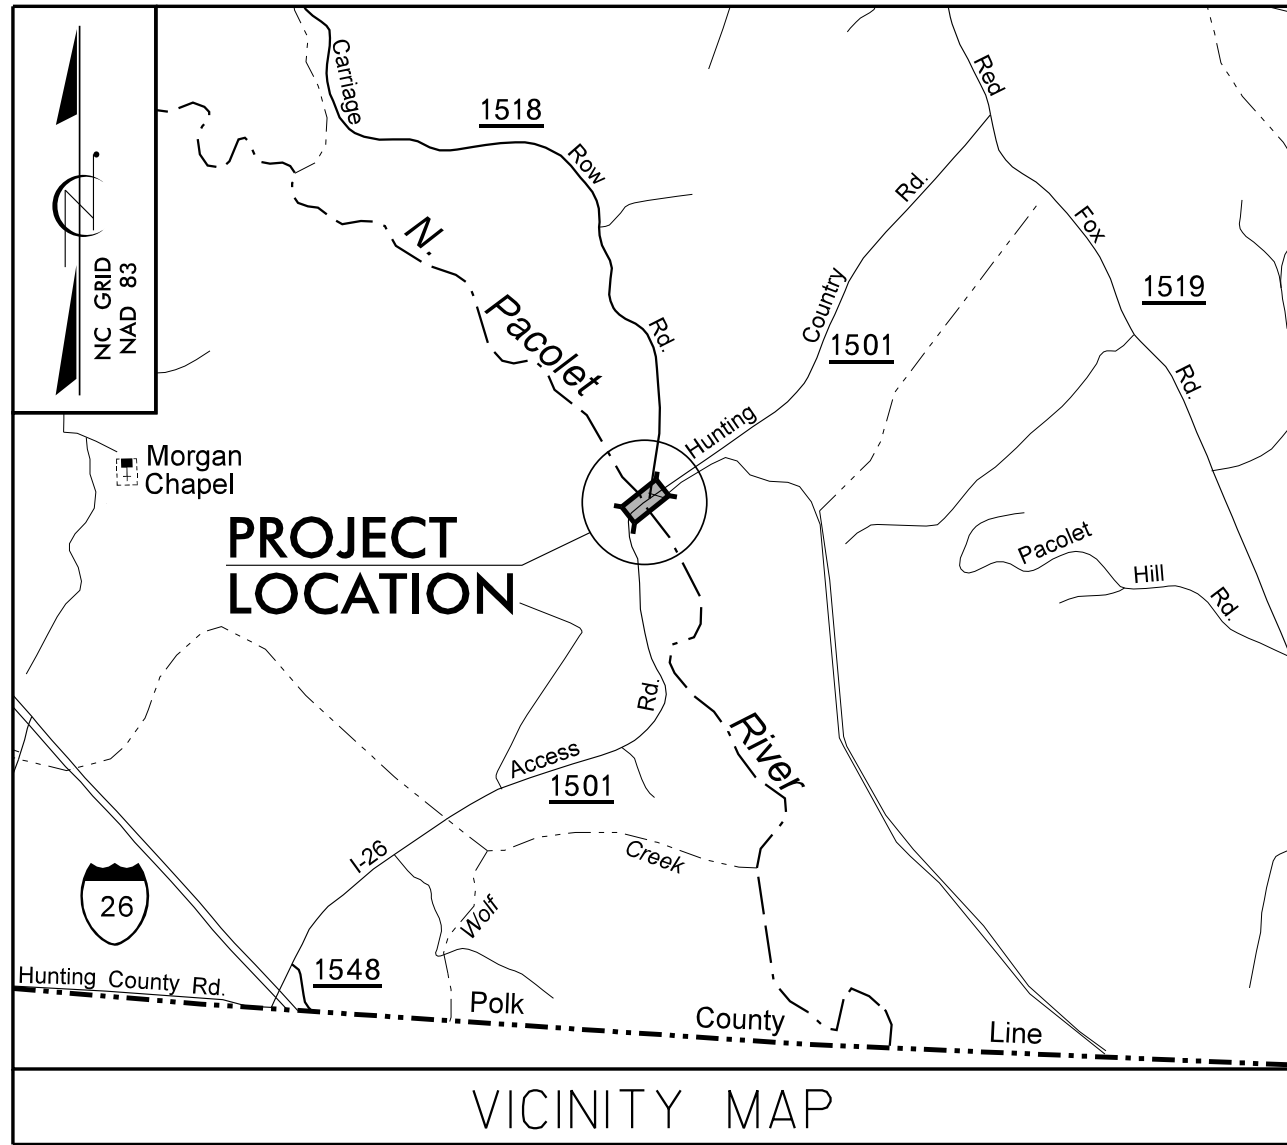 NC GRID
NAD 83
Carriage
1518
Row
Rd.
Red
Fox
1519
Rd.
Rd.
Country
1501
Hunting
N.
Pacolet
Morgan
Chapel
PROJECT
LOCATION
Pacolet
Hill
Rd.
River
Rd.
Access
1501
I-26
Creek
Wolf
26
1548
Hunting County Rd.
Polk
County
Line
VICINITY MAP